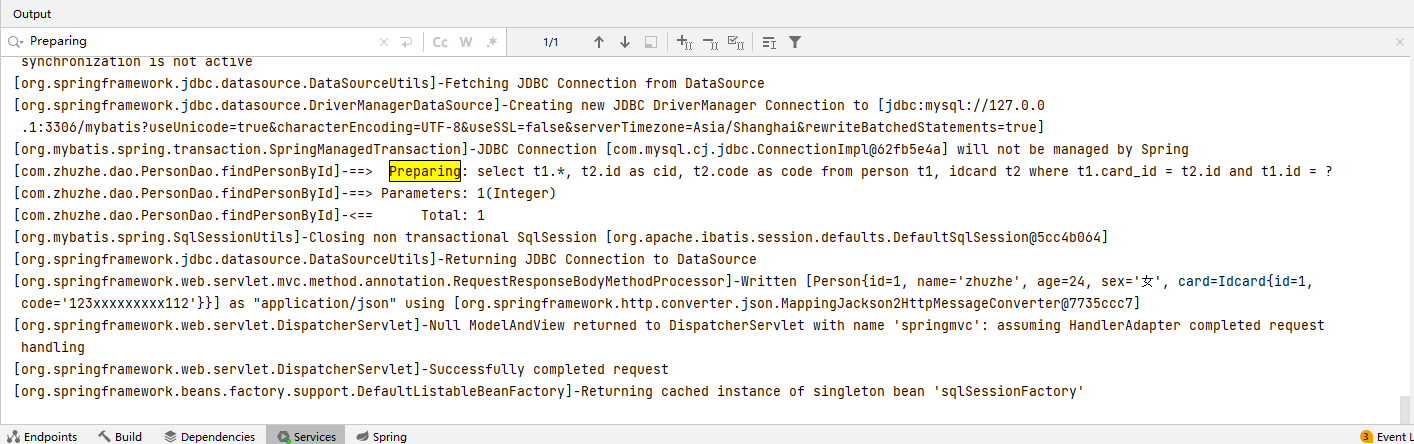 Output
Preparing
Cc W .* 1/1
synchronization is not active
[org.springframework.jdbc.datasource.DataSourceUtils]-Fetching JDBC Connection from DataSource
[org.springframework.jdbc.datasource.DriverManagerDataSource]-Creating new JDBC DriverManager Connection to [jdbc:mysql://127.0.0
.1:3306/mybatis?useUnicode=true&characterEncoding=UTF-8&useSSL=false&serverTimezone=Asia/Shanghai&rewriteBatchedStatements=true]
[org.mybatis.spring.transaction.SpringManagedTransaction]-JDBC Connection [com.mysql.cj.jdbc.ConnectionImpl@62fb5e4a] will not be managed by Spring
[com.zhuzhe.dao.PersonDao.findPersonById]-==>  Preparing: select t1.*, t2.id as cid, t2.code as code from person t1, idcard t2 where t1.card_id = t2.id and t1.id = ?
[com.zhuzhe.dao.PersonDao.findPersonById]-==> Parameters: 1(Integer)
[com.zhuzhe.dao.PersonDao.findPersonById]-<==      Total: 1
[org.mybatis.spring.SqlSessionUtils]-Closing non transactional SqlSession [org.apache.ibatis.session.defaults.DefaultSqlSession@5cc4b064]
[org.springframework.jdbc.datasource.DataSourceUtils]-Returning JDBC Connection to DataSource
[org.springframework.web.servlet.mvc.method.annotation.RequestResponseBodyMethodProcessor]-Written [Person{id=1, name='zhuzhe', age=24, sex='女', card=Idcard{id=1,
code='123xxxxxxxxx112'}}] as "application/json" using [org.springframework.http.converter.json.MappingJackson2HttpMessageConverter@7735ccc7]
[org.springframework.web.servlet.DispatcherServlet]-Null ModelAndView returned to DispatcherServlet with name 'springmvc': assuming HandlerAdapter completed request
handling
[org.springframework.web.servlet.DispatcherServlet]-Successfully completed request
[org.springframework.beans.factory.support.DefaultListableBeanFactory]-Returning cached instance of singleton bean 'sqlSessionFactory'
Endpoints Build Dependencies Services Spring 3 Event L